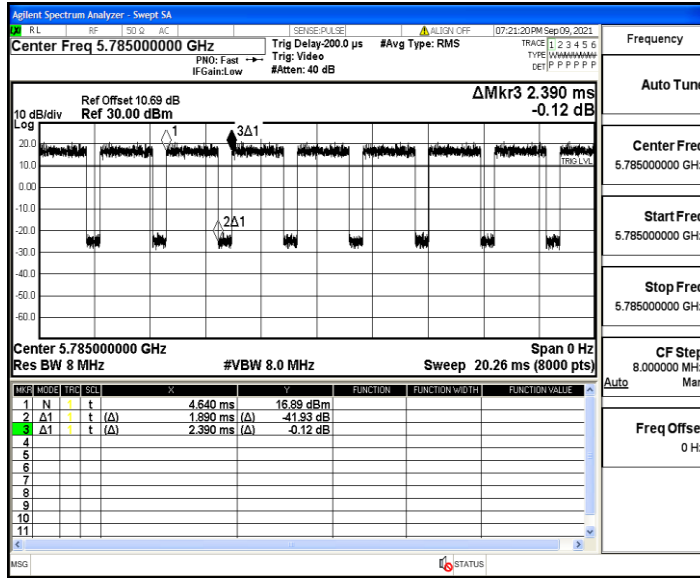 Agilent Spectrum Analyzer - Swept SA
RL RF 50 Ω AC SENSE:PULSE ALIGN OFF 07:21:20 PM Sep 09, 2021
Center Freq 5.785000000 GHz
PNO: Fast
IFGain:Low
Trig Delay-200.0 µs
Trig: Video
#Atten: 40 dB
#Avg Type: RMS
TRACE 1 2 3 4 5 6
TYPE
DET P P P P P P
ΔMkr3 2.390 ms
-0.12 dB
Ref Offset 10.69 dB
10 dB/div Ref 30.00 dBm
Log
1 3Δ1
20.0
TRIG LVL
10.0
0.00
-10.0
2Δ1
-20.0
-30.0
-40.0
-50.0
-60.0
Center 5.785000000 GHz Span 0 Hz
Res BW 8 MHz #VBW 8.0 MHz Sweep 20.26 ms (8000 pts)
MKR MODE TRC SCL X Y FUNCTION FUNCTION WIDTH FUNCTION VALUE
1 N 1 t 4.640 ms 16.89 dBm
2 Δ1 1 t (Δ) 1.890 ms (Δ) -41.93 dB
3 Δ1 1 t (Δ) 2.390 ms (Δ) -0.12 dB
4
5
6
7
8
9
10
11
MSG STATUS
Frequency
Auto Tune
Center Freq
5.785000000 GHz
Start Freq
5.785000000 GHz
Stop Freq
5.785000000 GHz
CF Step
8.000000 MHz
Auto Man
Freq Offset
0 Hz